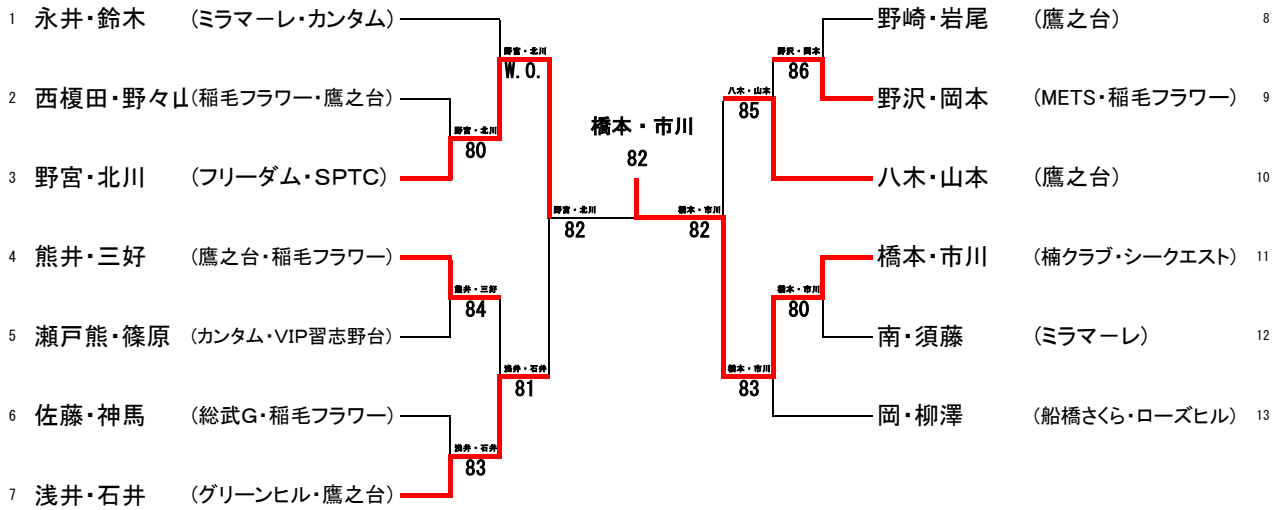 1 永井・鈴木 (ミラマーレ・カンタム)
野崎・岩尾 (鷹之台) 8
野宮・北川
W.O.
野沢・岡本
86
2 西榎田・野々山(稲毛フラワー・鷹之台)
野沢・岡本 (METS・稲毛フラワー) 9
八木・山本
85
野宮・北川
80
橋本・市川
82
3 野宮・北川 (フリーダム・SPTC)
八木・山本 (鷹之台) 10
野宮・北川
82
橋本・市川
82
4 熊井・三好 (鷹之台・稲毛フラワー)
橋本・市川 (楠クラブ・シークエスト) 11
熊井・三好
84
橋本・市川
80
5 瀬戸熊・篠原 (カンタム・VIP習志野台)
南・須藤 (ミラマーレ) 12
浅井・石井
81
橋本・市川
83
6 佐藤・神馬 (総武G・稲毛フラワー)
岡・柳澤 (船橋さくら・ローズヒル) 13
浅井・石井
83
7 浅井・石井 (グリーンヒル・鷹之台)